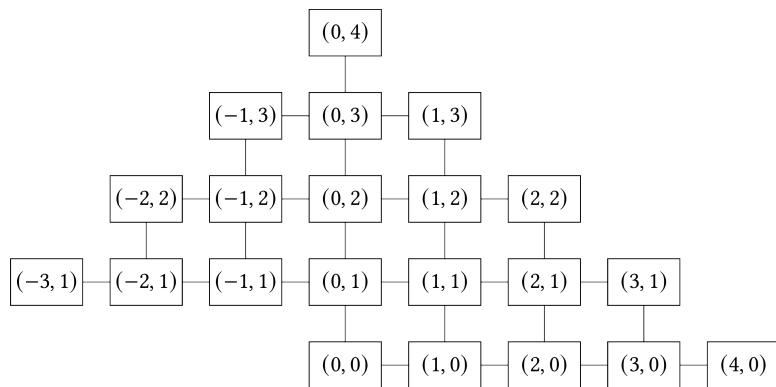 (0, 4)
(−1, 3) (0, 3) (1, 3)
(−2, 2) (−1, 2) (0, 2) (1, 2) (2, 2)
(−3, 1) (−2, 1) (−1, 1) (0, 1) (1, 1) (2, 1) (3, 1)
(0, 0) (1, 0) (2, 0) (3, 0) (4, 0)